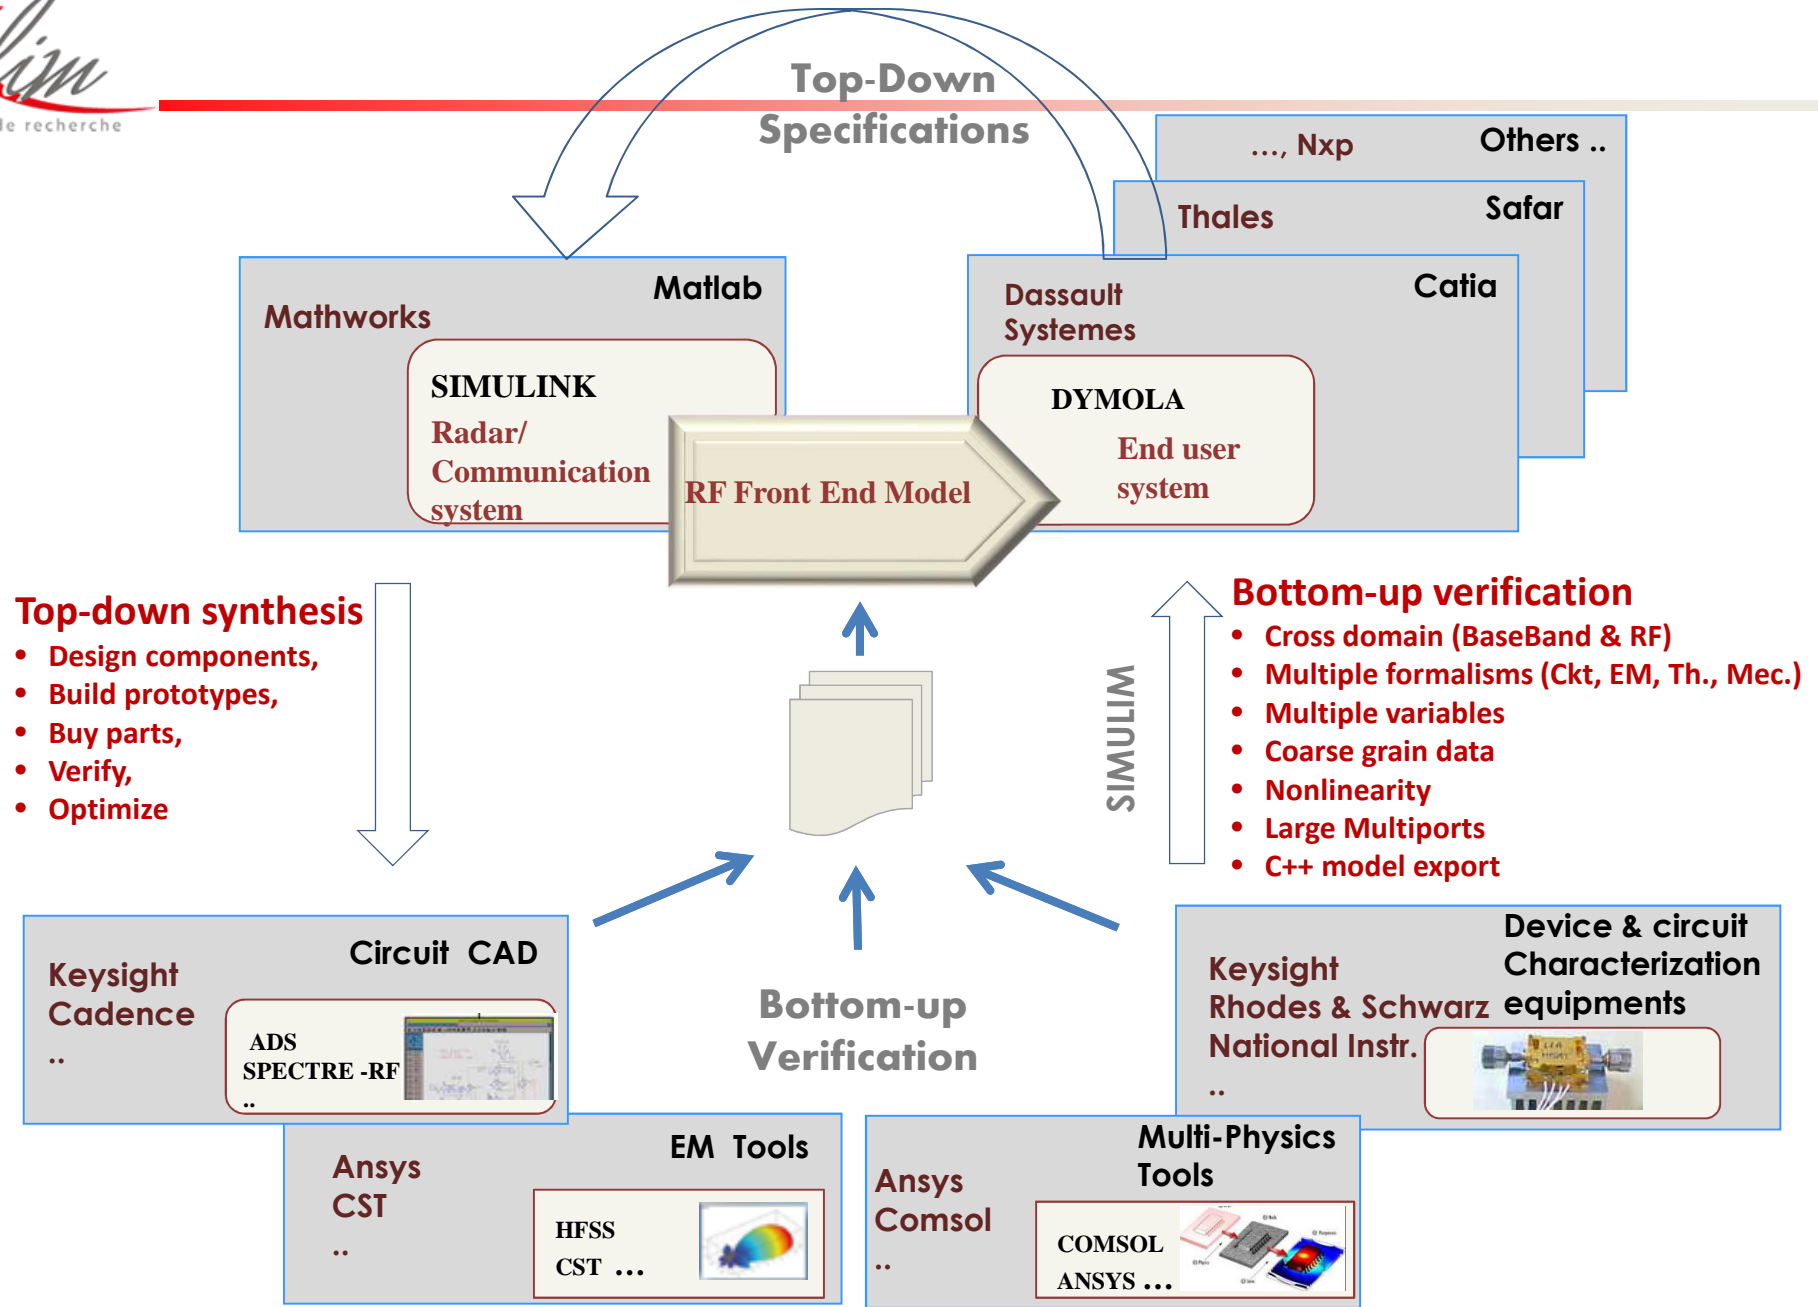 lim
de recherche
Top-Down
Specifications
..., Nxp
Others ..
Thales
Safar
Mathworks
Matlab
SIMULINK
Radar/
Communication
system
Dassault
Systemes
Catia
DYMOLA
End user
system
RF Front End Model
Top-down synthesis
• Design components,
• Build prototypes,
• Buy parts,
• Verify,
• Optimize
SIMULIM
Bottom-up verification
• Cross domain (BaseBand & RF)
• Multiple formalisms (Ckt, EM, Th., Mec.)
• Multiple variables
• Coarse grain data
• Nonlinearity
• Large Multiports
• C++ model export
Keysight
Cadence
..
Circuit CAD
ADS
SPECTRE -RF
..
Bottom-up
Verification
Keysight
Rhodes & Schwarz
National Instr.
..
Device & circuit
Characterization
equipments
Ansys
CST
..
EM Tools
HFSS
CST ...
Ansys
Comsol
..
Multi-Physics
Tools
COMSOL
ANSYS ...